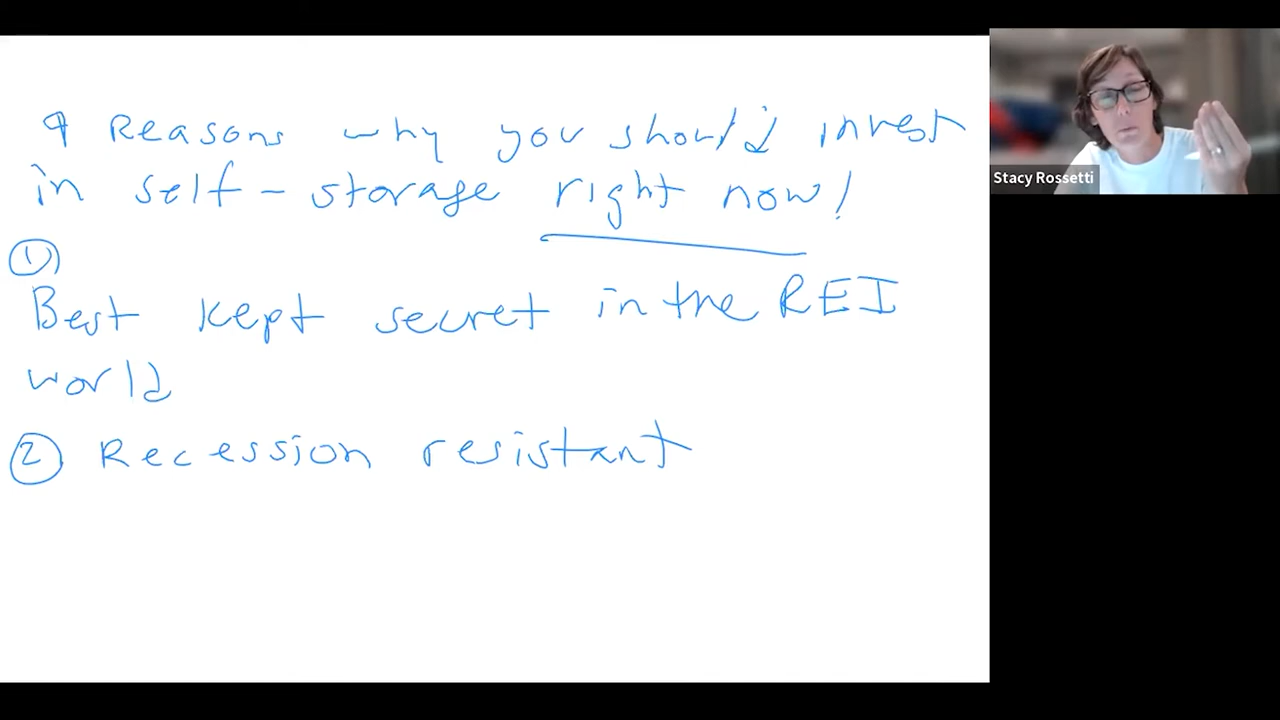 9 Reasons why you should invest
in self-storage right now!
①
Best kept secret in the REI
world
② Recession resistant
Stacy Rossetti